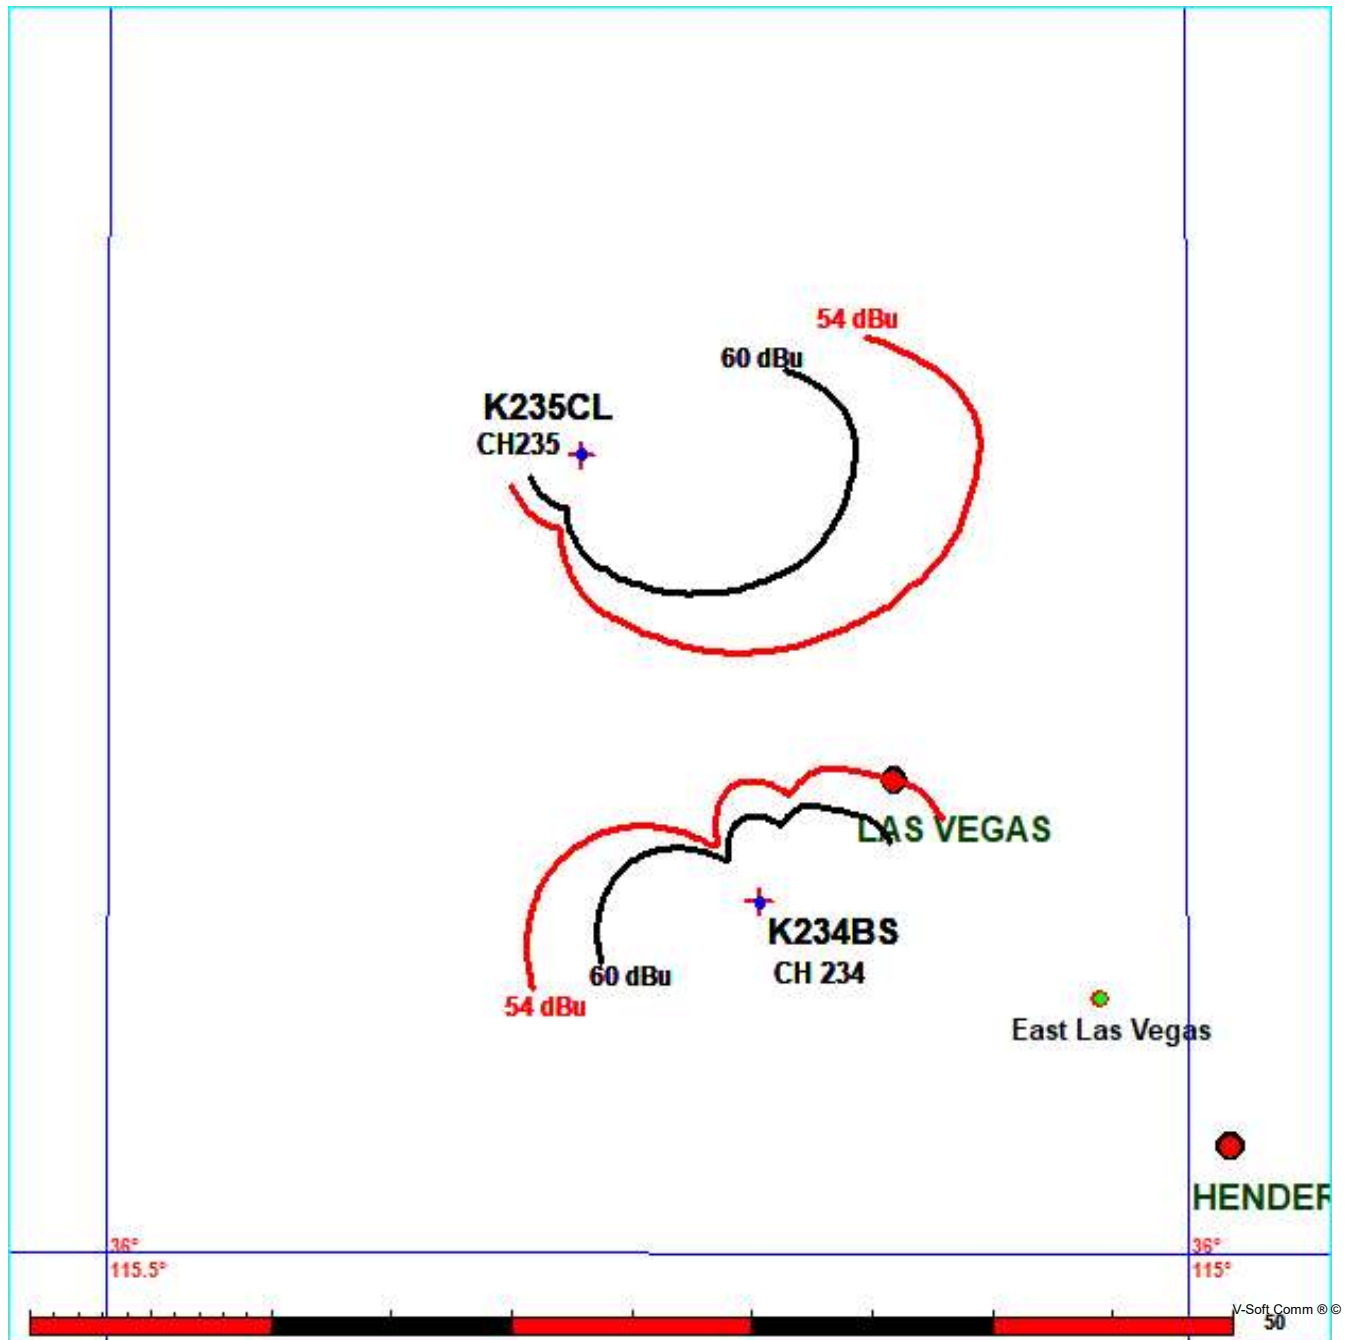 54 dBu
60 dBu
K235CL
CH235
LAS VEGAS
K234BS
CH 234
60 dBu
54 dBu
East Las Vegas
HENDER
36°
115.5°
36°
115°
V-Soft Comm ® ©
50